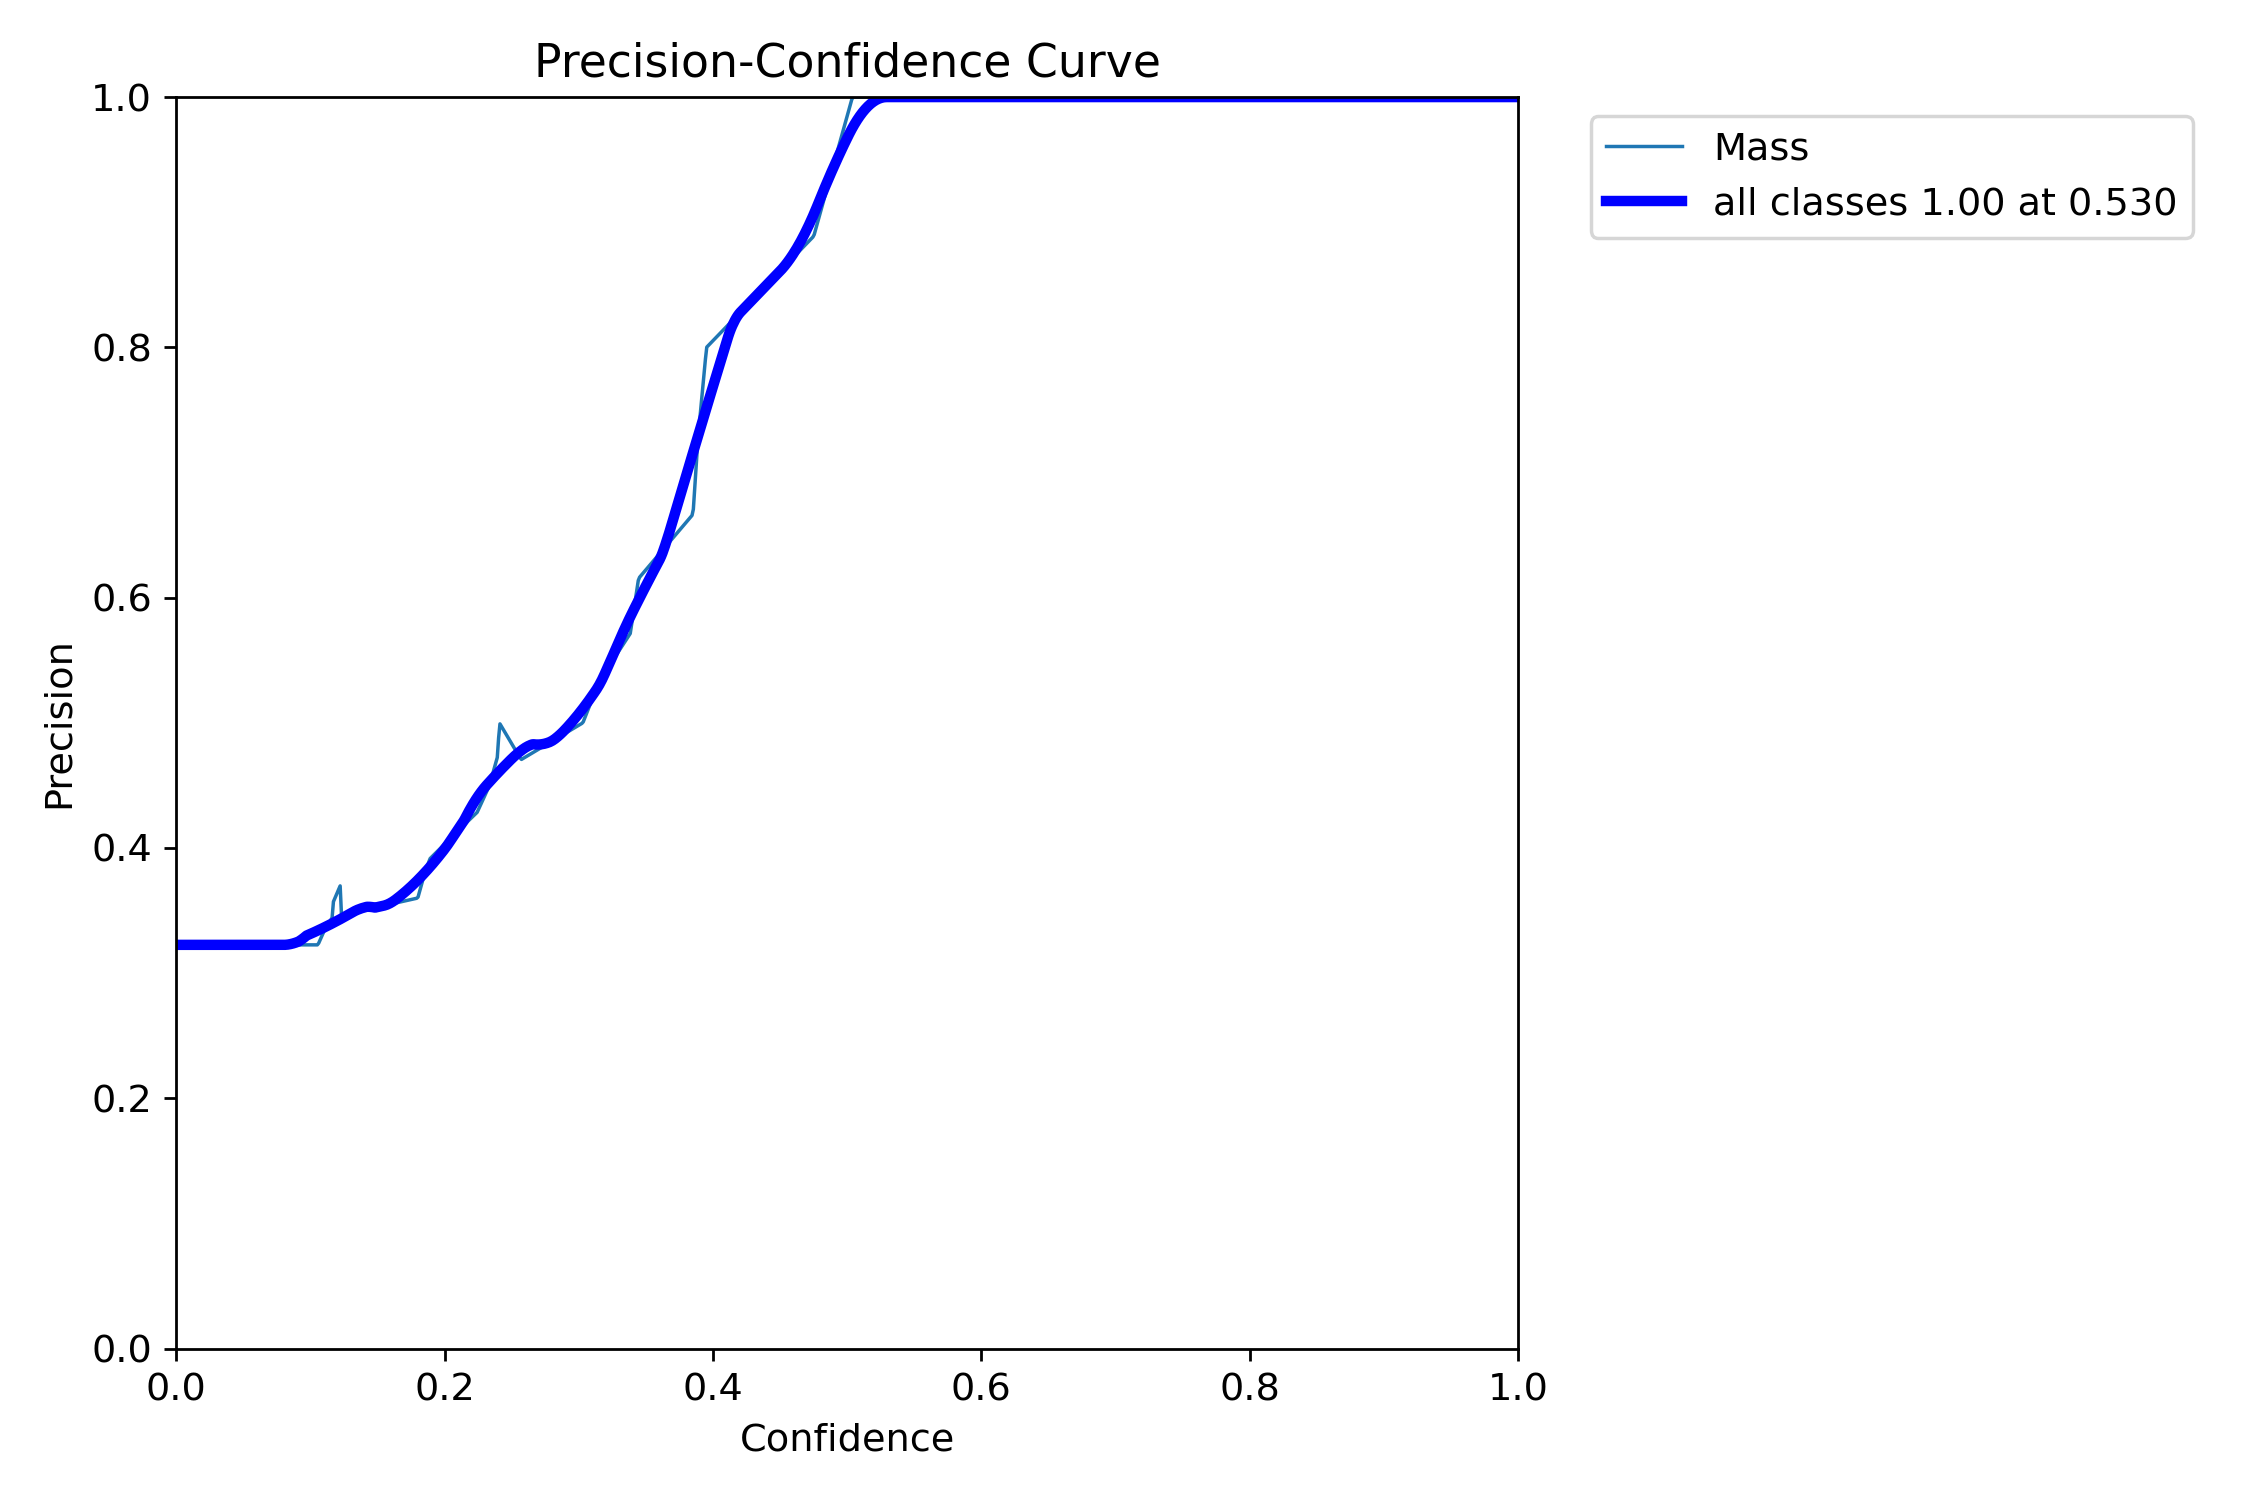 Precision-Confidence Curve
Mass
all classes 1.00 at 0.530
1.0
0.8
0.6
0.4
0.2
0.0
Precision
0.0 0.2 0.4 0.6 0.8 1.0
Confidence